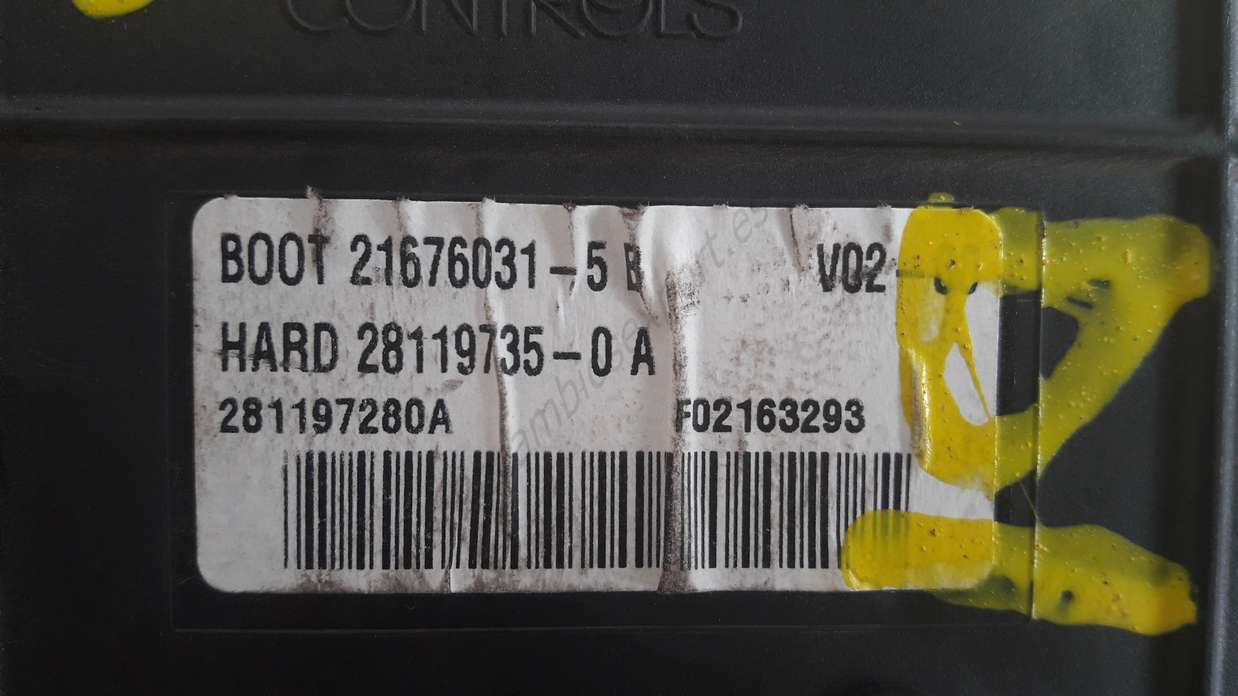 CONTROLS
BOOT 21676031-5 B V02-
HARD 28119735-0 A
281197280A F02163293